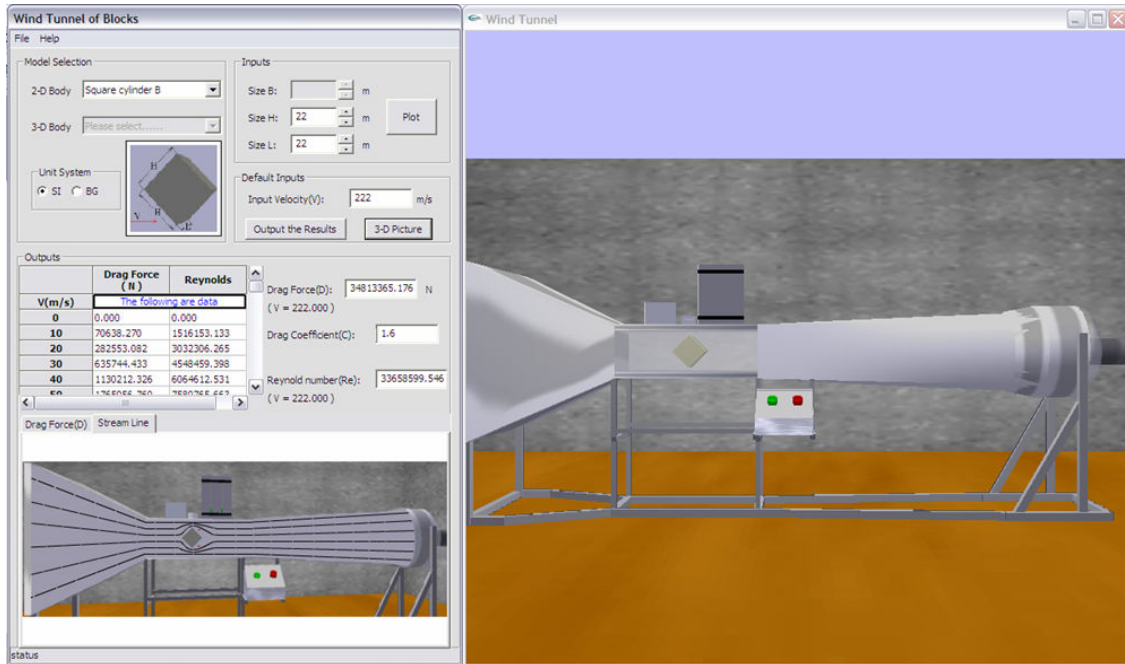 Wind Tunnel of Blocks
File Help
Model Selection
2-D Body Square cylinder B
3-D Body Please select......
Unit System
SI BG
H
H
V
Inputs
Size B: m
Size H: 22 m
Size L: 22 m
Plot
Default Inputs
Input Velocity(V): 222 m/s
Output the Results 3-D Picture
Outputs
Drag Force ( N ) Reynolds
V(m/s) The following are data
0 0.000 0.000
10 70638.270 1516153.133
20 282553.082 3032306.265
30 635744.433 4548459.398
40 1130212.326 6064612.531
Drag Force(D): 34813365.176 N
( V = 222.000 )
Drag Coefficient(C): 1.6
Reynold number(Re): 33658599.546
( V = 222.000 )
Drag Force(D) Stream Line
status
Wind Tunnel